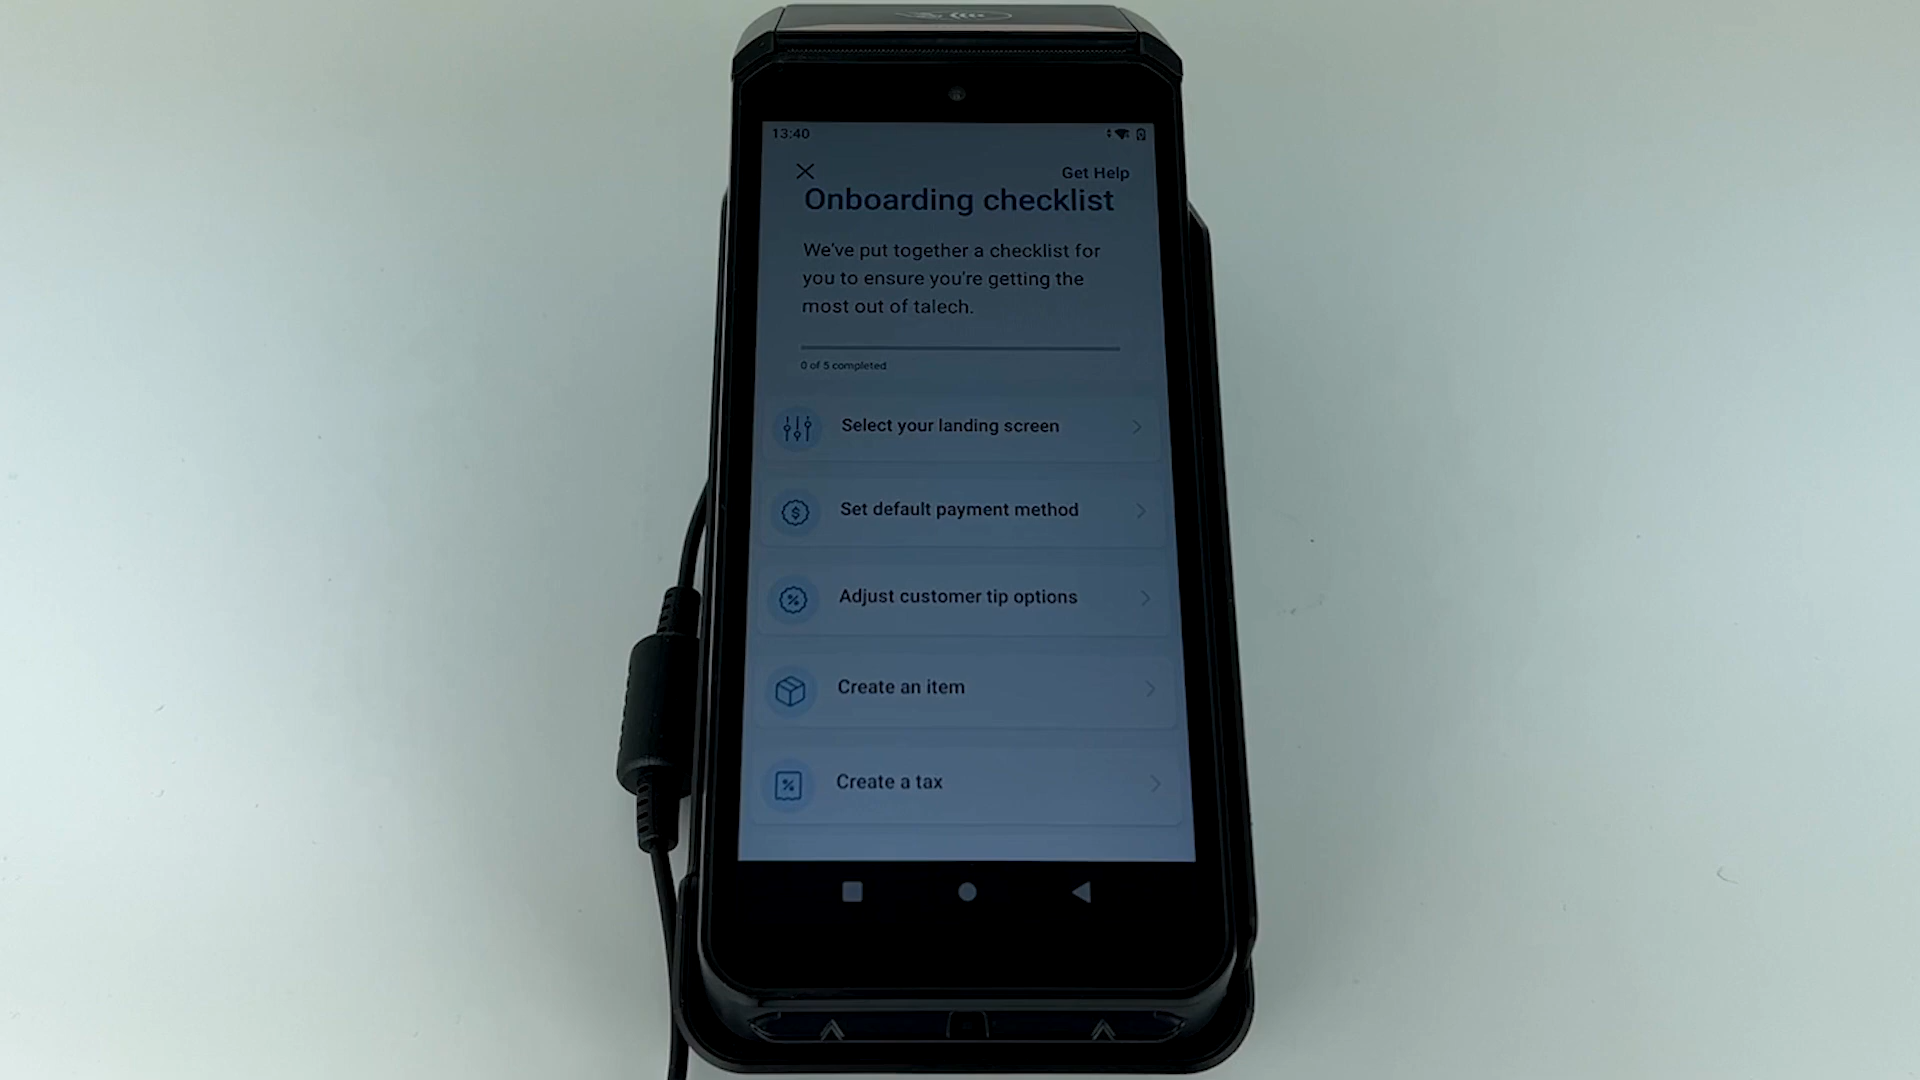 13:40
Get Help
Onboarding checklist
We've put together a checklist for
you to ensure you're getting the
most out of talech.
0 of 5 completed
Select your landing screen
Set default payment method
Adjust customer tip options
Create an item
Create a tax